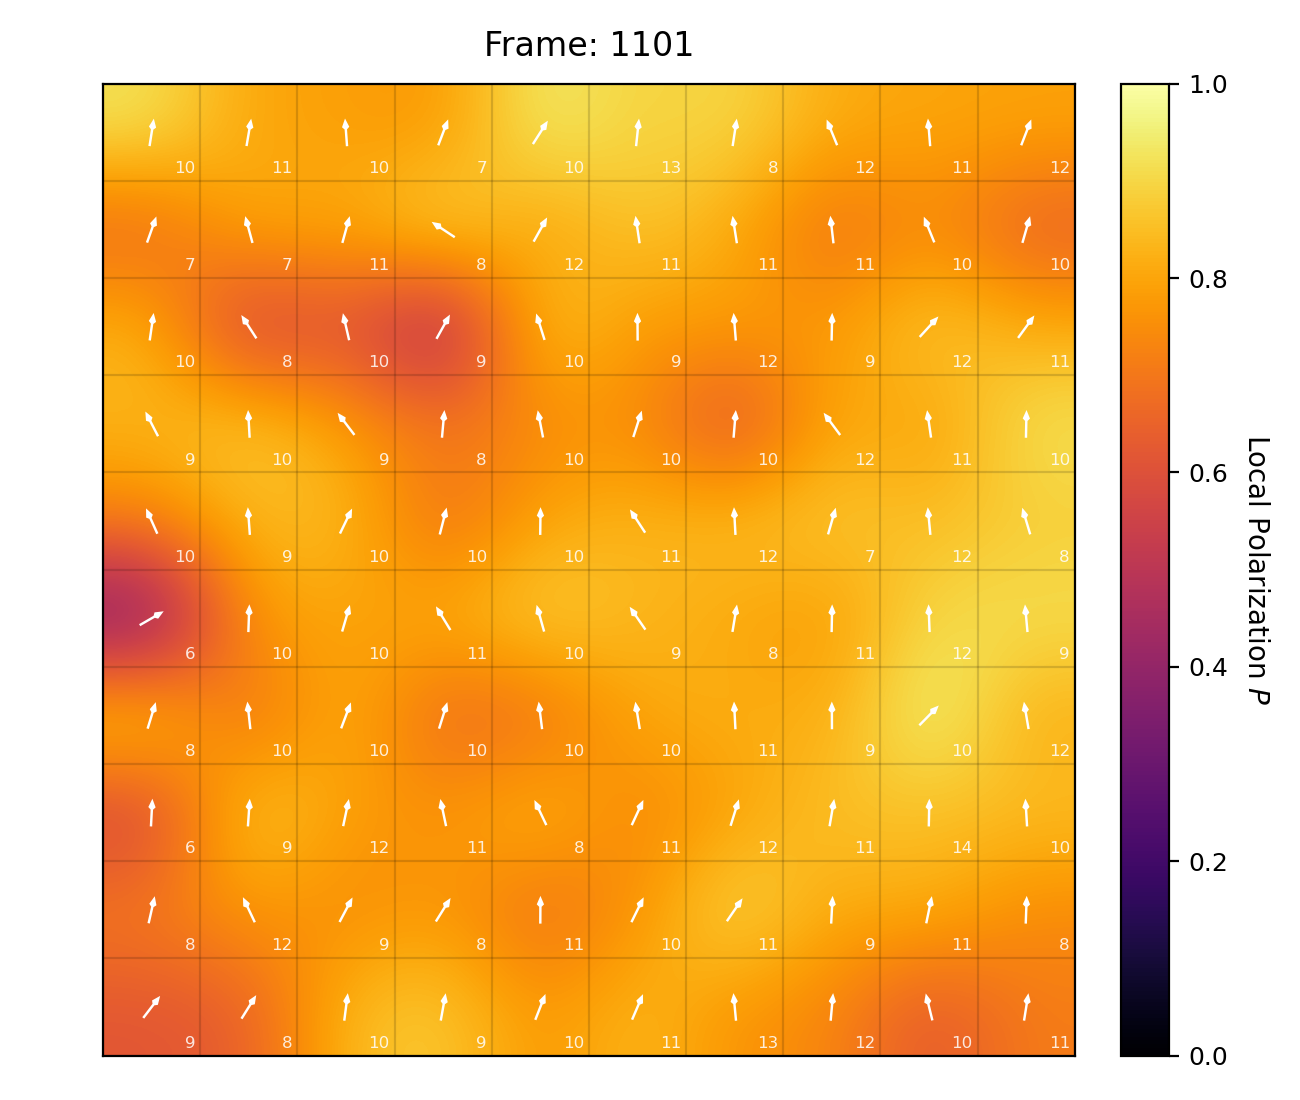 Frame: 1101
10 11 10 7 10 13 8 12 11 12
7 7 11 8 12 11 11 11 10 10
10 8 10 9 10 9 12 9 12 11
9 10 9 8 10 10 10 12 11 10
10 9 10 10 10 11 12 7 12 8
6 10 10 11 10 9 8 11 12 9
8 10 10 10 10 10 11 9 10 12
6 9 12 11 8 11 12 11 14 10
8 12 9 8 11 10 11 9 11 8
9 8 10 9 10 11 13 12 10 11
1.0
0.8
0.6
0.4
0.2
0.0
Local Polarization P